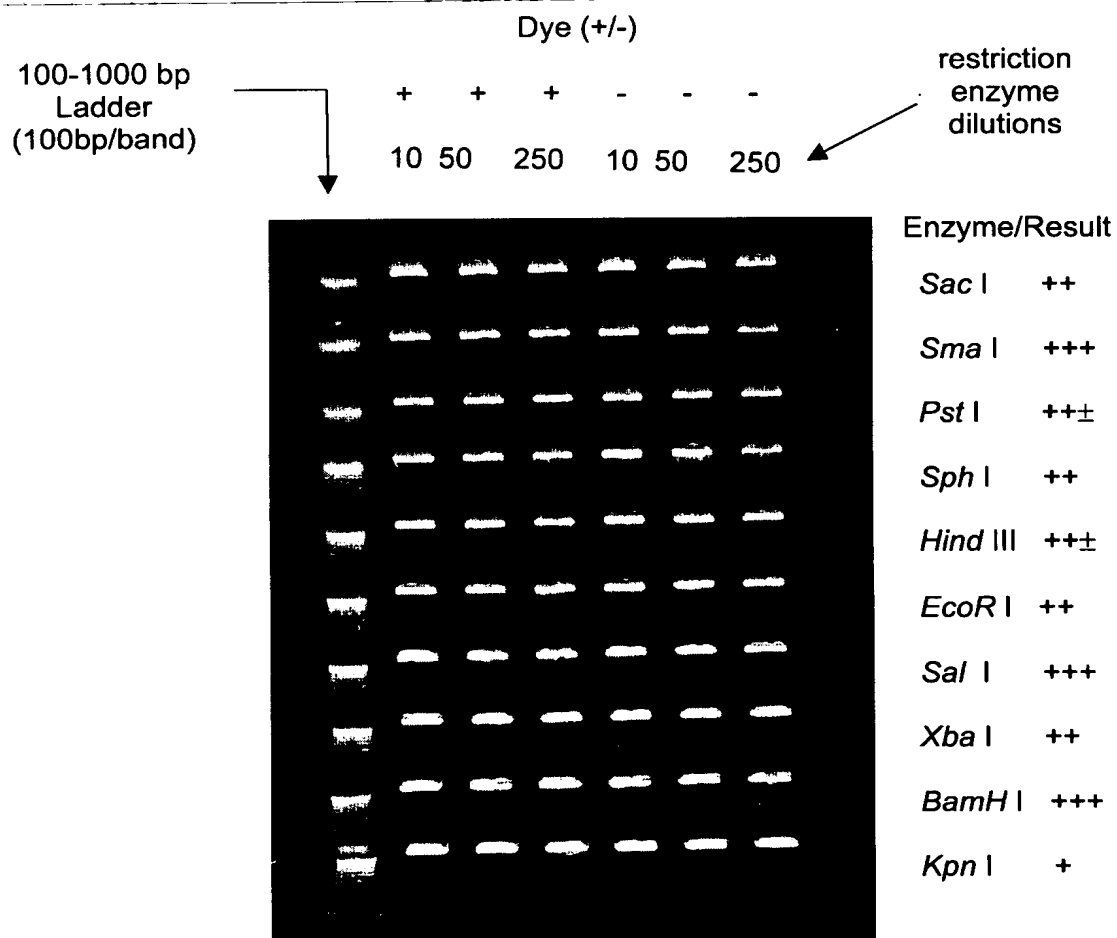 Dye (+/-)
100-1000 bp
Ladder
(100bp/band)
restriction
enzyme
dilutions
+ + + - - -
10 50 250 10 50 250
Enzyme/Result
Sac I ++
Sma I +++
Pst I ++±
Sph I ++
Hind III ++±
EcoR I ++
Sal I +++
Xba I ++
BamH I +++
Kpn I +